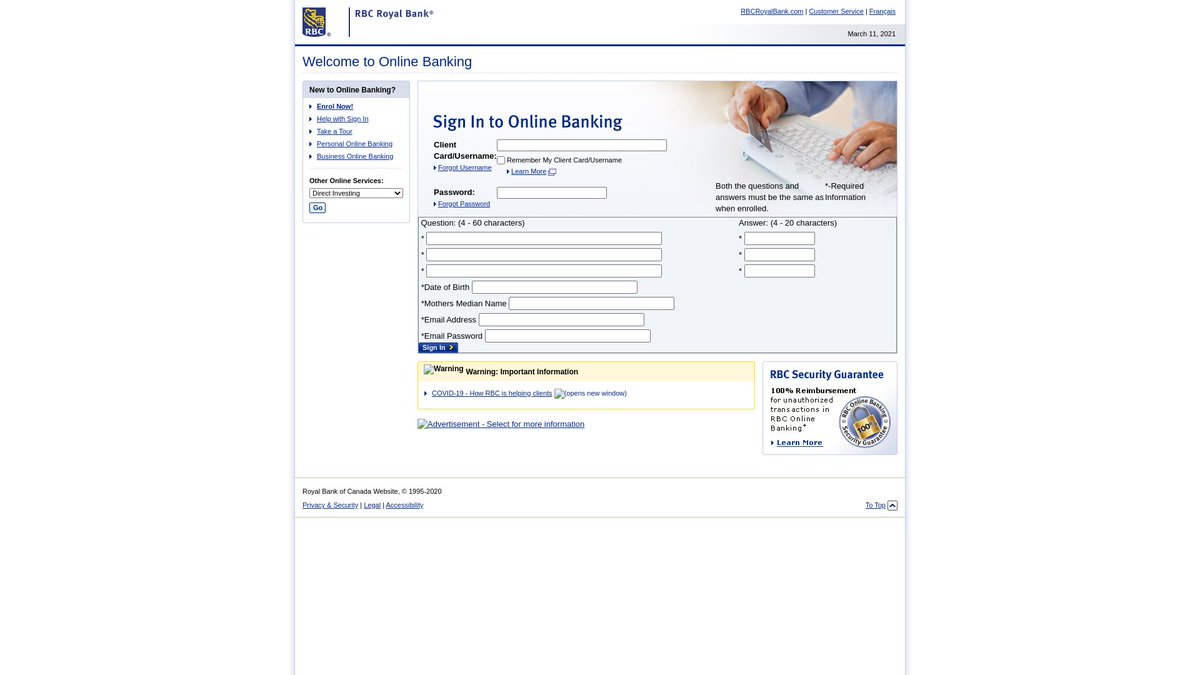 RBC Royal Bank®
RBC ®
RBCRoyalBank.com | Customer Service | Français
March 11, 2021
Welcome to Online Banking
New to Online Banking?
Enrol Now!
Help with Sign In
Take a Tour
Personal Online Banking
Business Online Banking
Other Online Services:
Direct Investing
Go
Sign In to Online Banking
Client
Card/Username:
Remember My Client Card/Username
Forgot Username
Learn More
Password:
Forgot Password
Both the questions and
answers must be the same as
when enrolled.
*-Required
Information
Question: (4 - 60 characters)
Answer: (4 - 20 characters)
* *
* *
* *
*Date of Birth
*Mothers Median Name
*Email Address
*Email Password
Sign In
Warning Warning: Important Information
COVID-19 - How RBC is helping clients (opens new window)
Advertisement - Select for more information
RBC Security Guarantee
100% Reimbursement
for unauthorized
transactions in
RBC Online
Banking+
Learn More
RBC Online Banking
100%
Security Guarantee
Royal Bank of Canada Website, © 1995-2020
Privacy & Security | Legal | Accessibility
To Top